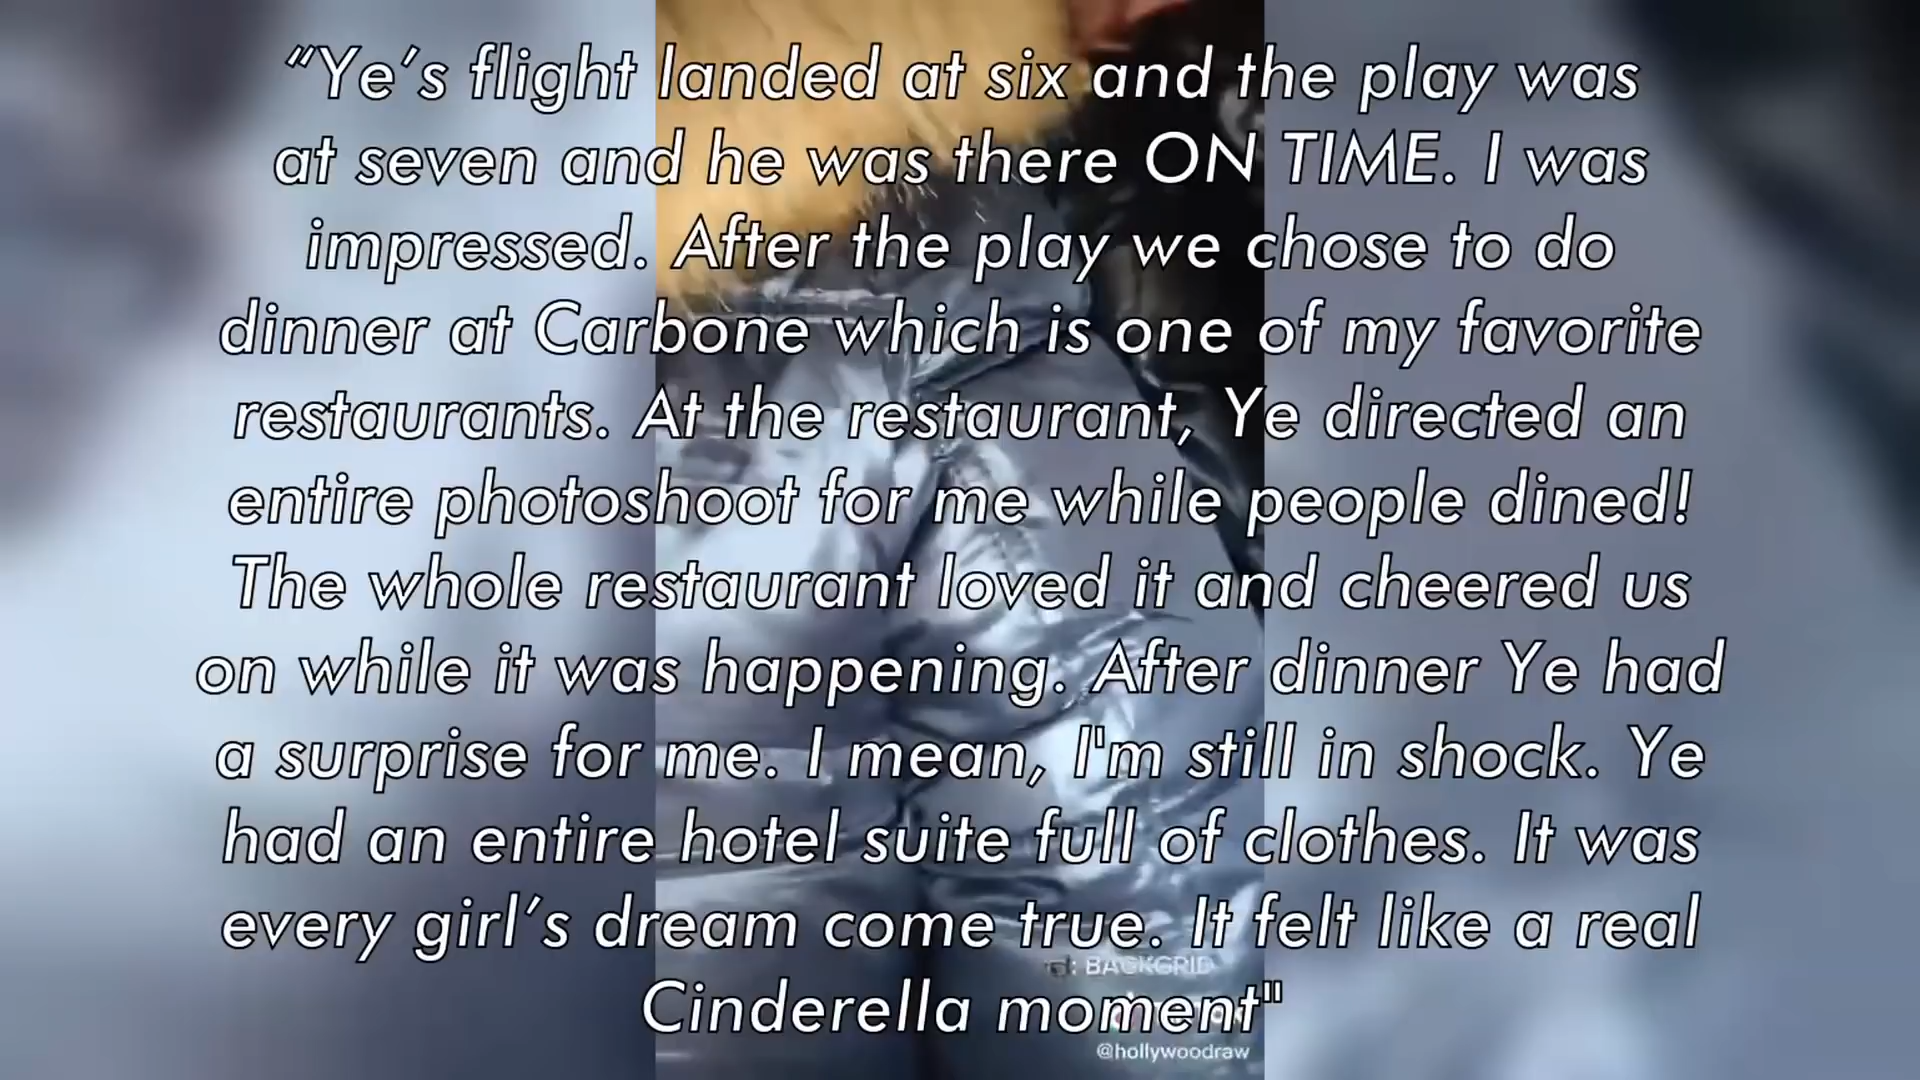 “Ye’s flight landed at six and the play was
at seven and he was there ON TIME. I was
impressed. After the play we chose to do
dinner at Carbone which is one of my favorite
restaurants. At the restaurant, Ye directed an
entire photoshoot for me while people dined!
The whole restaurant loved it and cheered us
on while it was happening. After dinner Ye had
a surprise for me. I mean, I'm still in shock. Ye
had an entire hotel suite full of clothes. It was
every girl’s dream come true. It felt like a real
: BACKGRID
Cinderella moment"
@hollywoodraw